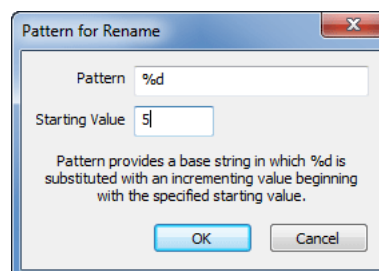 Pattern for Rename
Pattern %d
Starting Value 5
Pattern provides a base string in which %d is
substituted with an incrementing value beginning
with the specified starting value.
OK Cancel